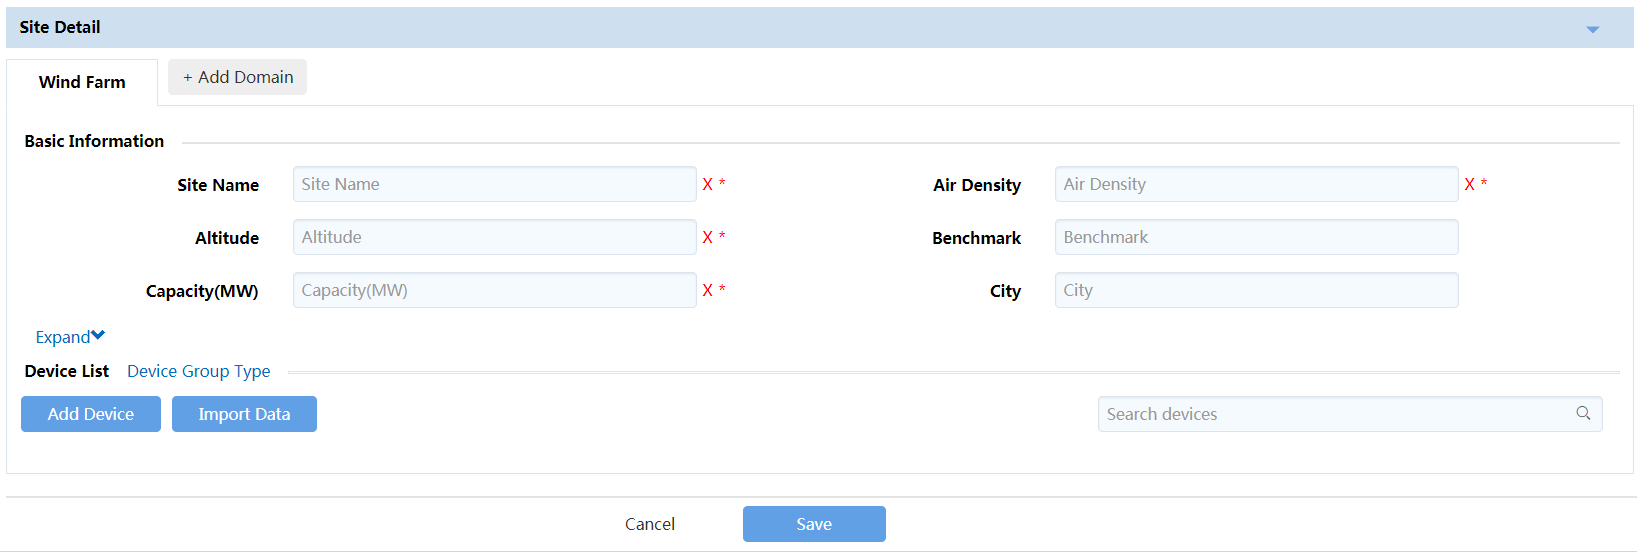 Site Detail
Wind Farm
+ Add Domain
Basic Information
Site Name Site Name X * Air Density Air Density X *
Altitude Altitude X * Benchmark Benchmark
Capacity(MW) Capacity(MW) X * City City
Expand
Device List Device Group Type
Add Device Import Data Search devices
Cancel Save